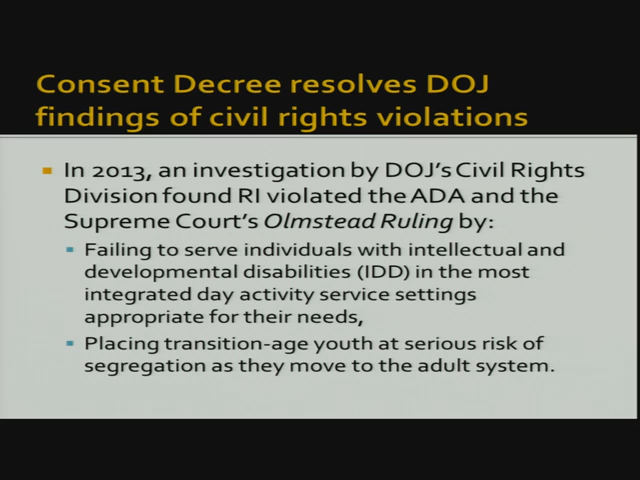 Consent Decree resolves DOJ
findings of civil rights violations
In 2013, an investigation by DOJ's Civil Rights
Division found RI violated the ADA and the
Supreme Court's Olmstead Ruling by:
Failing to serve individuals with intellectual and
developmental disabilities (IDD) in the most
integrated day activity service settings
appropriate for their needs,
Placing transition-age youth at serious risk of
segregation as they move to the adult system.